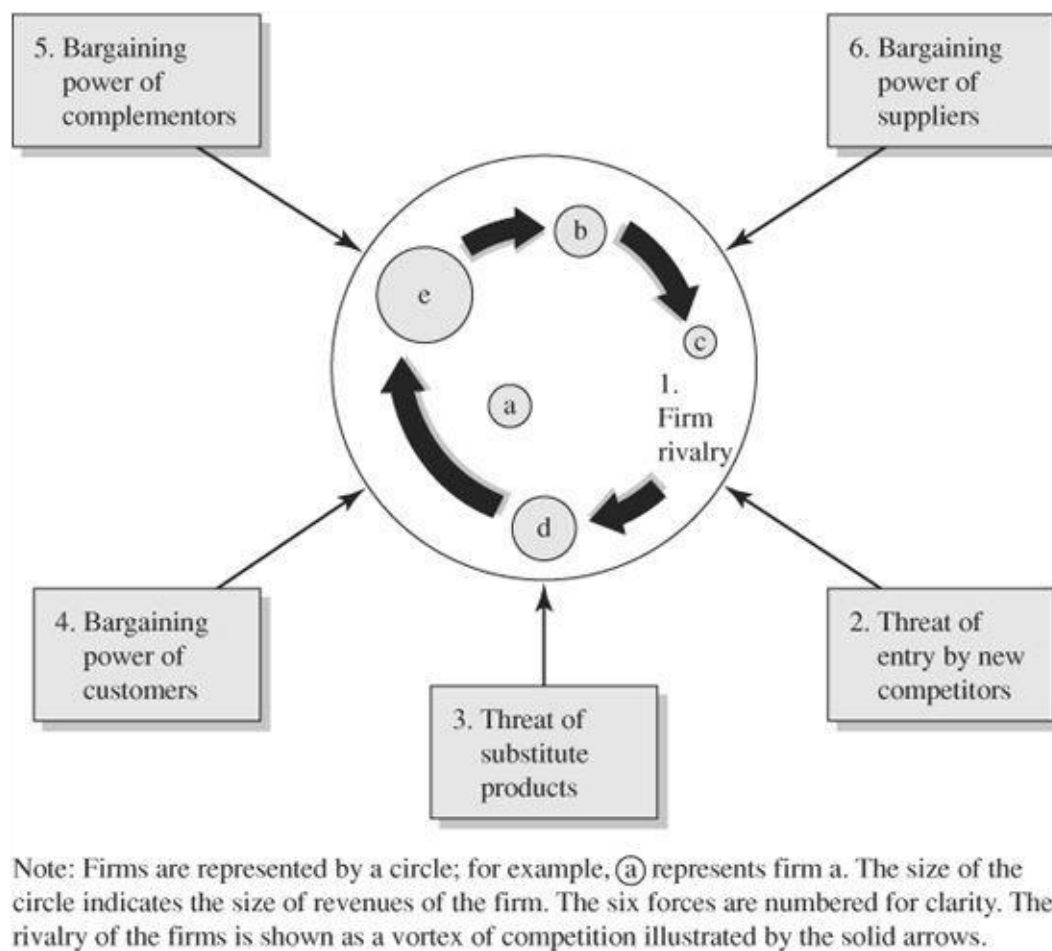 5. Bargaining
power of
complementors
6. Bargaining
power of
suppliers
b
e
c
1.
Firm
rivalry
a
d
4. Bargaining
power of
customers
2. Threat of
entry by new
competitors
3. Threat of
substitute
products
Note: Firms are represented by a circle; for example, a represents firm a. The size of the
circle indicates the size of revenues of the firm. The six forces are numbered for clarity. The
rivalry of the firms is shown as a vortex of competition illustrated by the solid arrows.